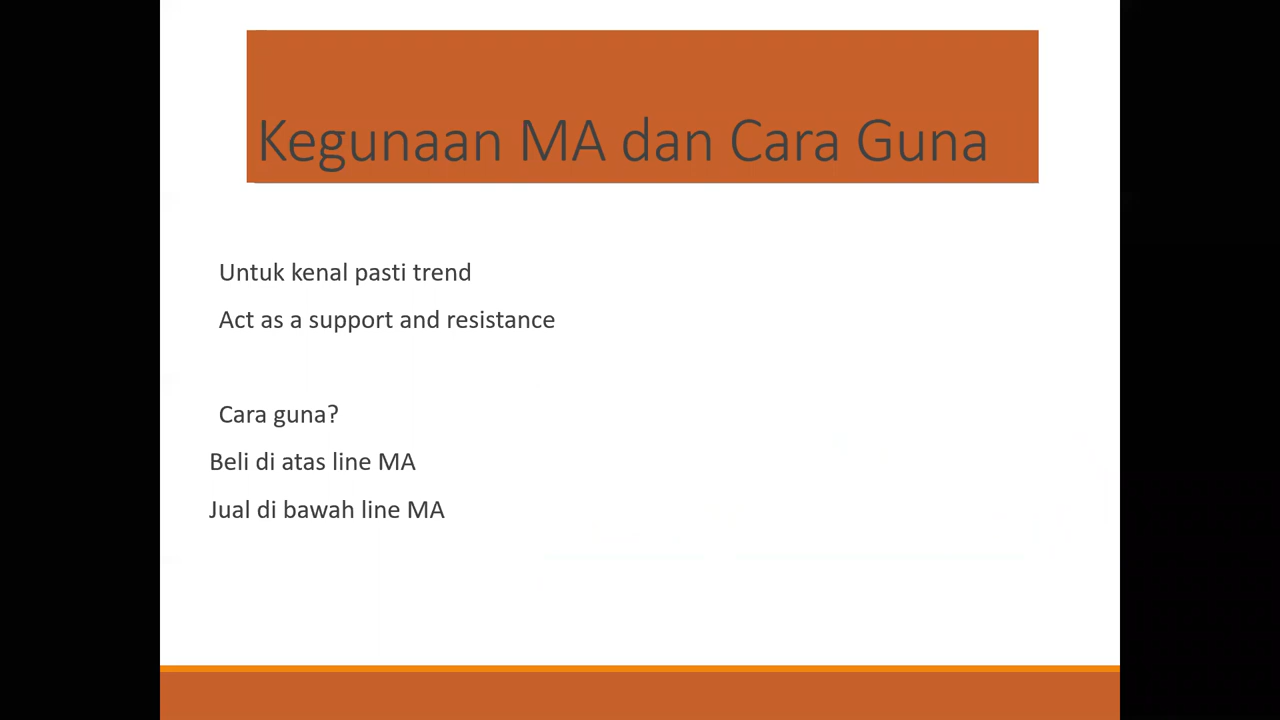 Kegunaan MA dan Cara Guna
Untuk kenal pasti trend
Act as a support and resistance
Cara guna?
Beli di atas line MA
Jual di bawah line MA